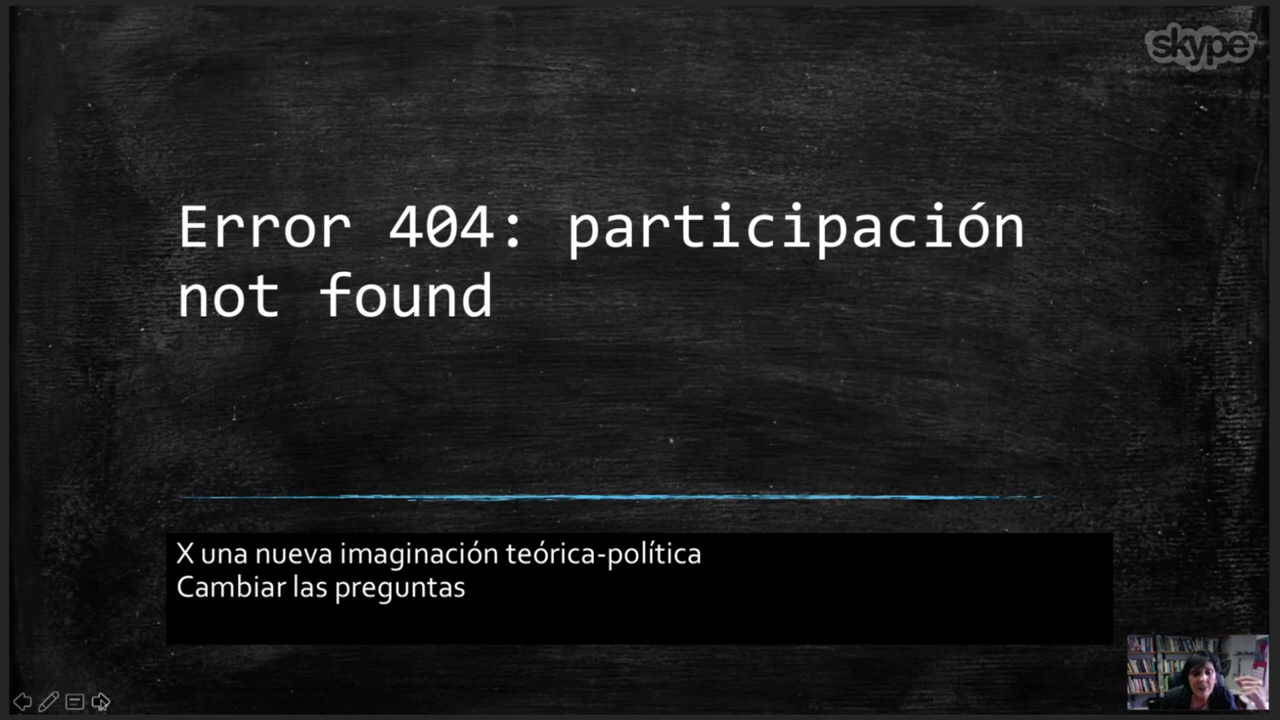 skype
Error 404: participación
not found
X una nueva imaginación teórica-política
Cambiar las preguntas